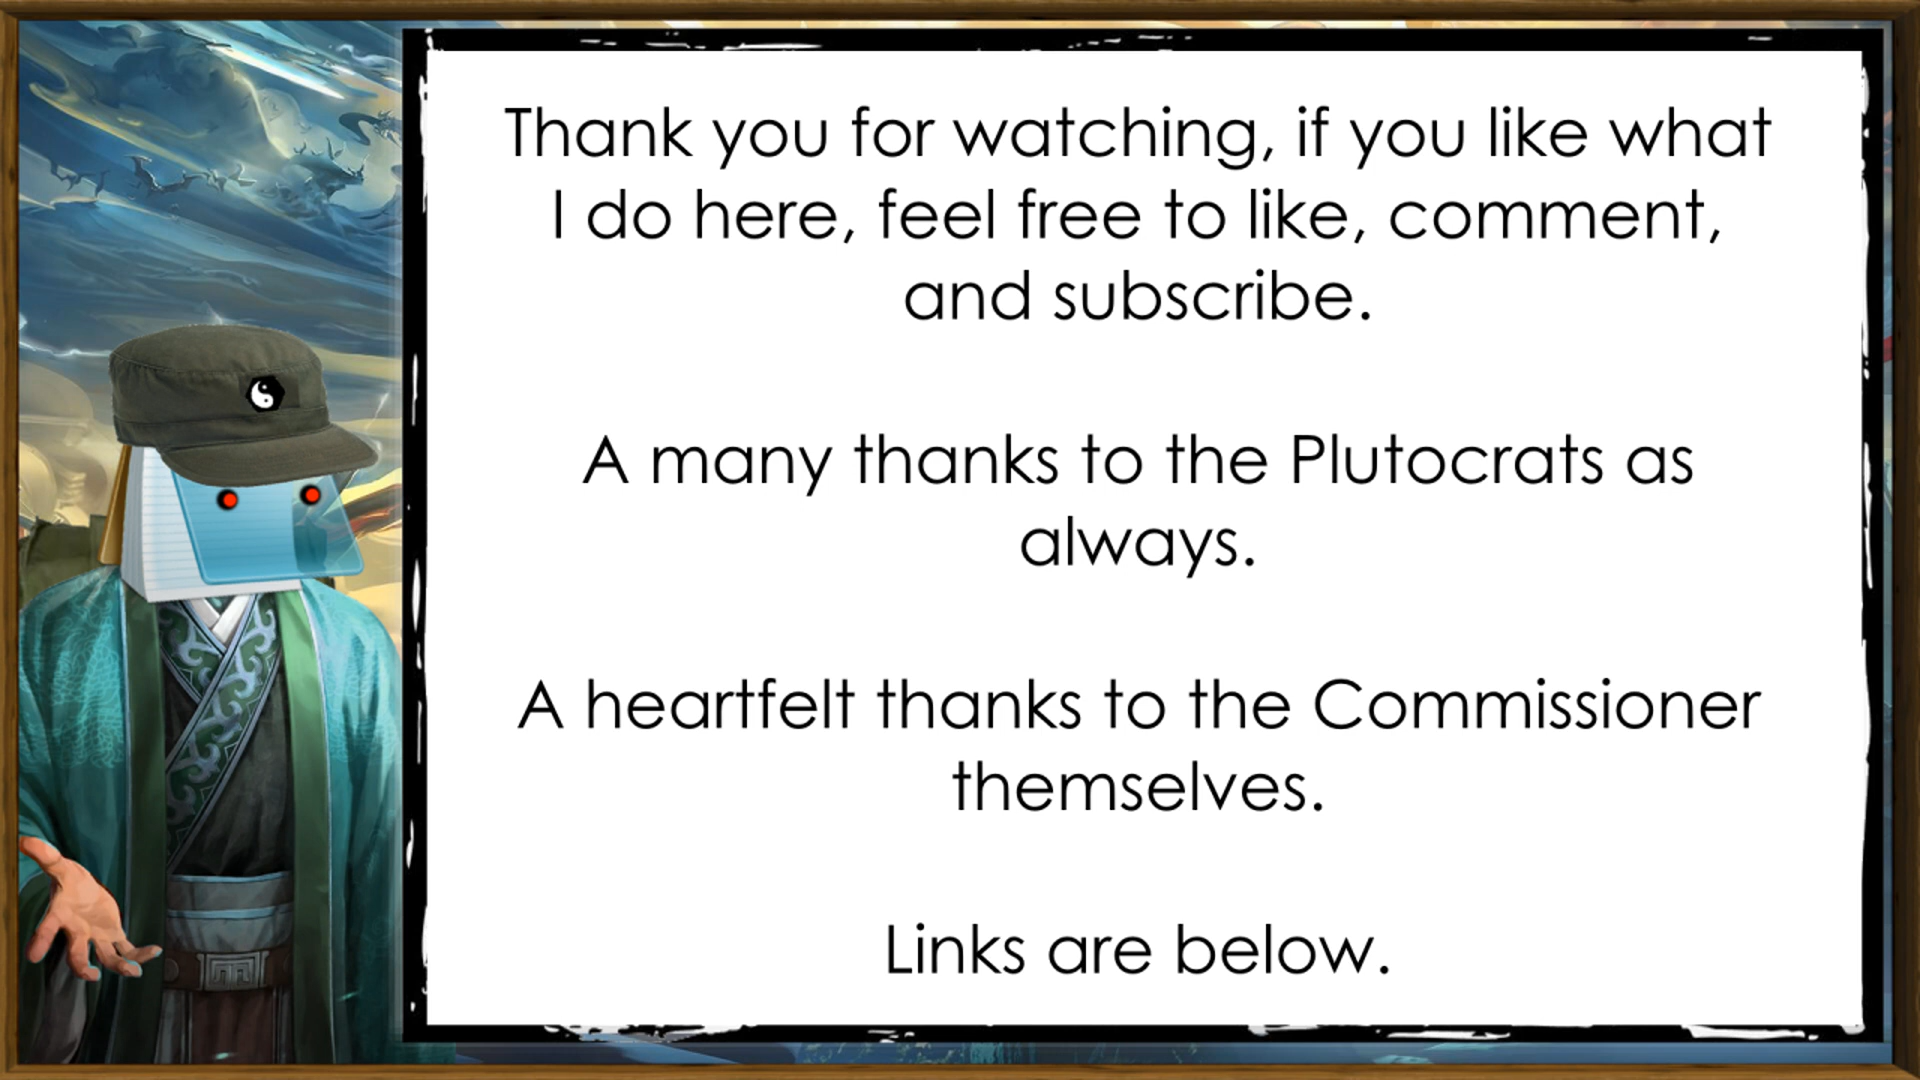 Thank you for watching, if you like what
I do here, feel free to like, comment,
and subscribe.
A many thanks to the Plutocrats as
always.
A heartfelt thanks to the Commissioner
themselves.
Links are below.